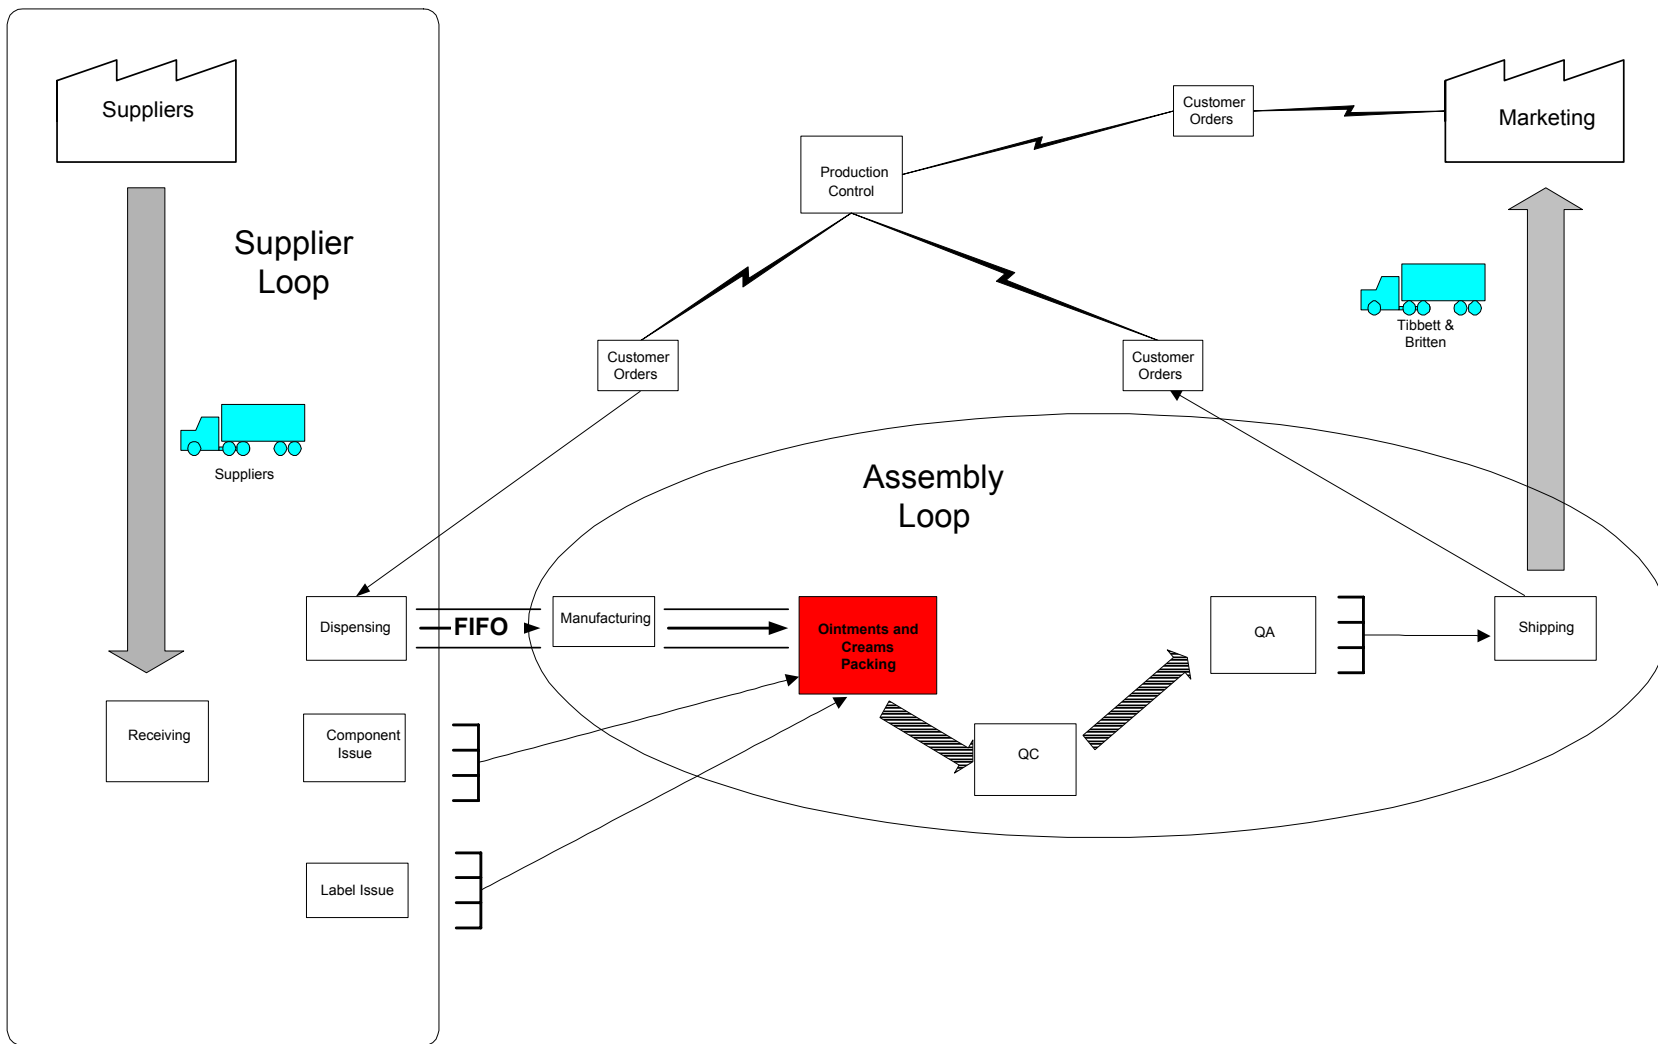 Suppliers
Marketing
Customer
Orders
Production
Control
Supplier
Loop
Tibbett &
Britten
Customer
Orders
Customer
Orders
Suppliers
Assembly
Loop
Dispensing
FIFO
Manufacturing
Ointments and
Creams
Packing
QA
Shipping
Receiving
Component
Issue
QC
Label Issue